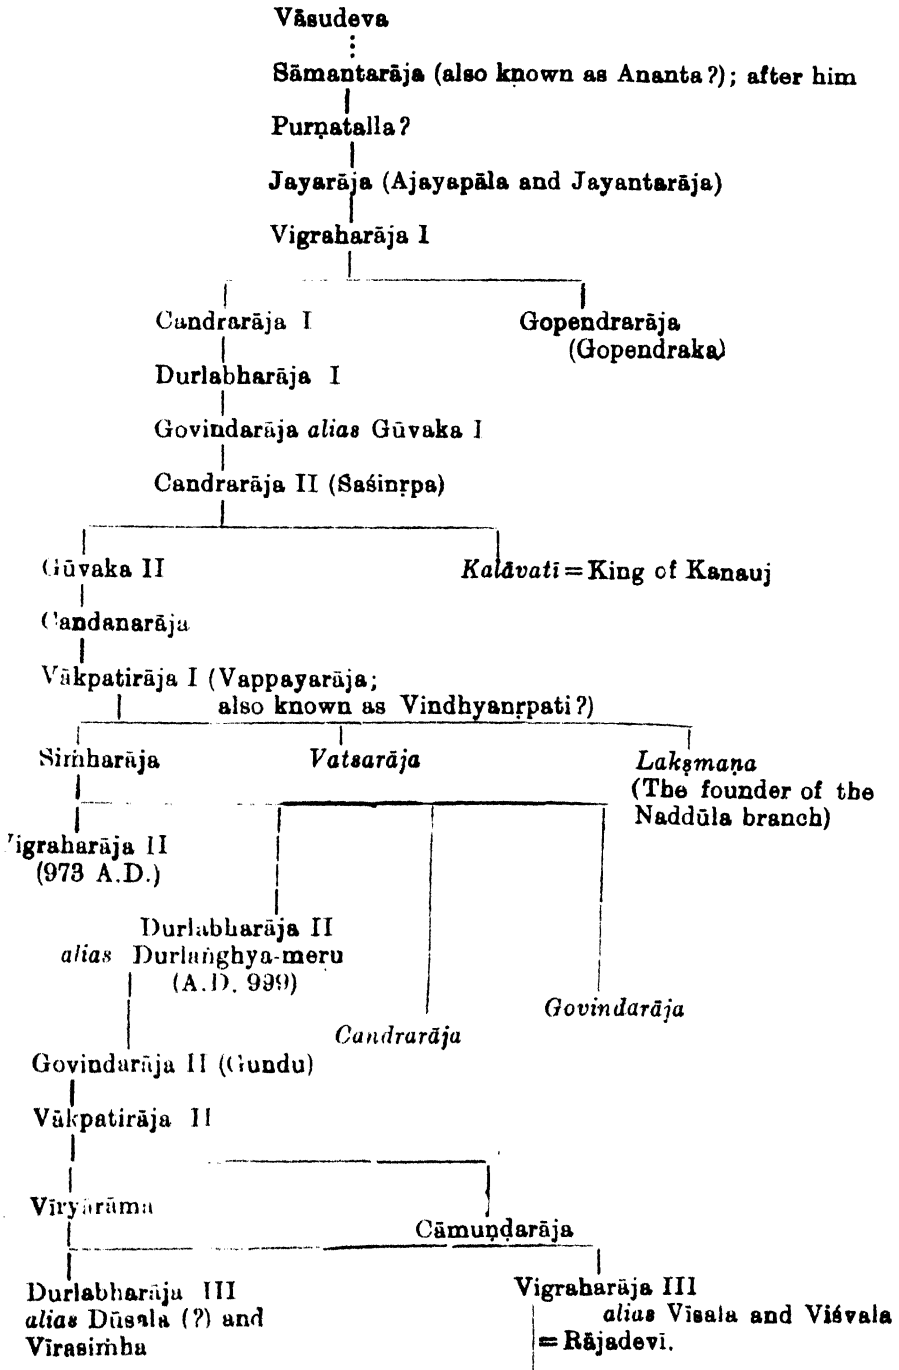 Vāsudeva
Sāmantarāja (also known as Ananta?); after him
Purṇatalla?
Jayarāja (Ajayapāla and Jayantarāja)
Vigraharāja I
Candrarāja I
Gopendrarāja
(Gopendraka)
Durlabharāja I
Govindarāja alias Gūvaka I
Candrarāja II (Saśinṛpa)
Gūvaka II
Kalāvatī = King of Kanauj
Candanarāja
Vākpatirāja I (Vappayarāja;
also known as Vindhyanṛpati?)
Siṁharāja
Vatsarāja
Lakṣmaṇa
(The founder of the
Naddūla branch)
Vigraharāja II
(973 A.D.)
Durlabharāja II
alias Durlaṅghya-meru
(A.D. 999)
Govindarāja
Candrarāja
Govindarāja II (Gundu)
Vākpatirāja II
Vīryārāma
Cāmuṇḍarāja
Durlabharāja III
alias Dūsala (?) and
Vīrasiṁha
Vigraharāja III
alias Vīsala and Viśvala
= Rājadevī.